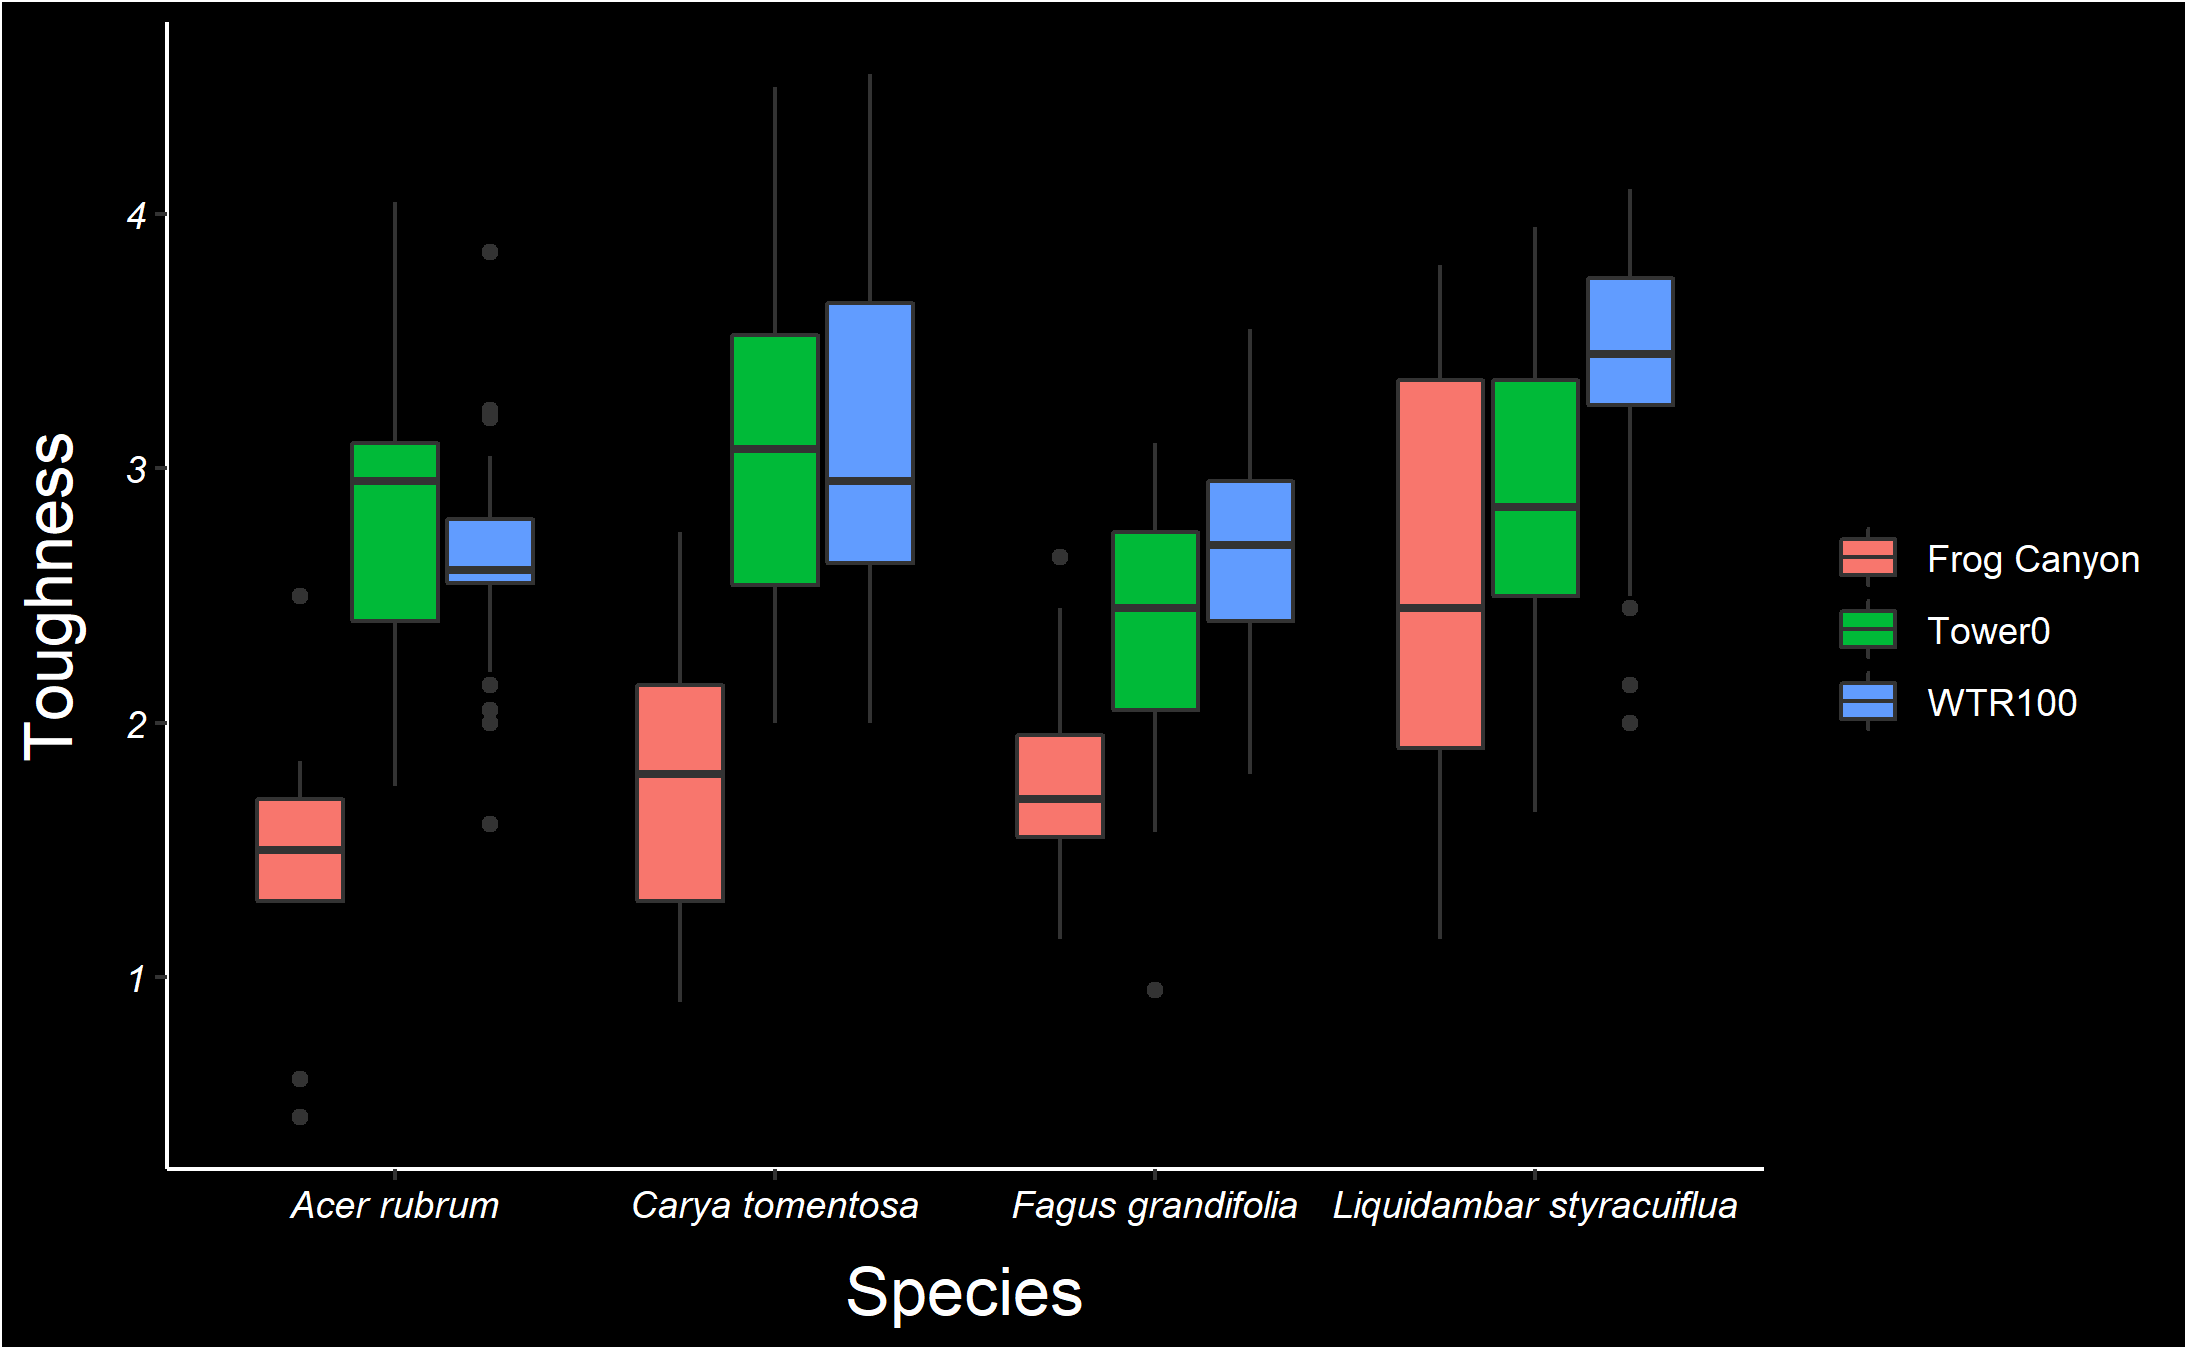 Toughness
4
3
2
1
Acer rubrum
Carya tomentosa
Fagus grandifolia
Liquidambar styracuiflua
Species
Frog Canyon
Tower0
WTR100